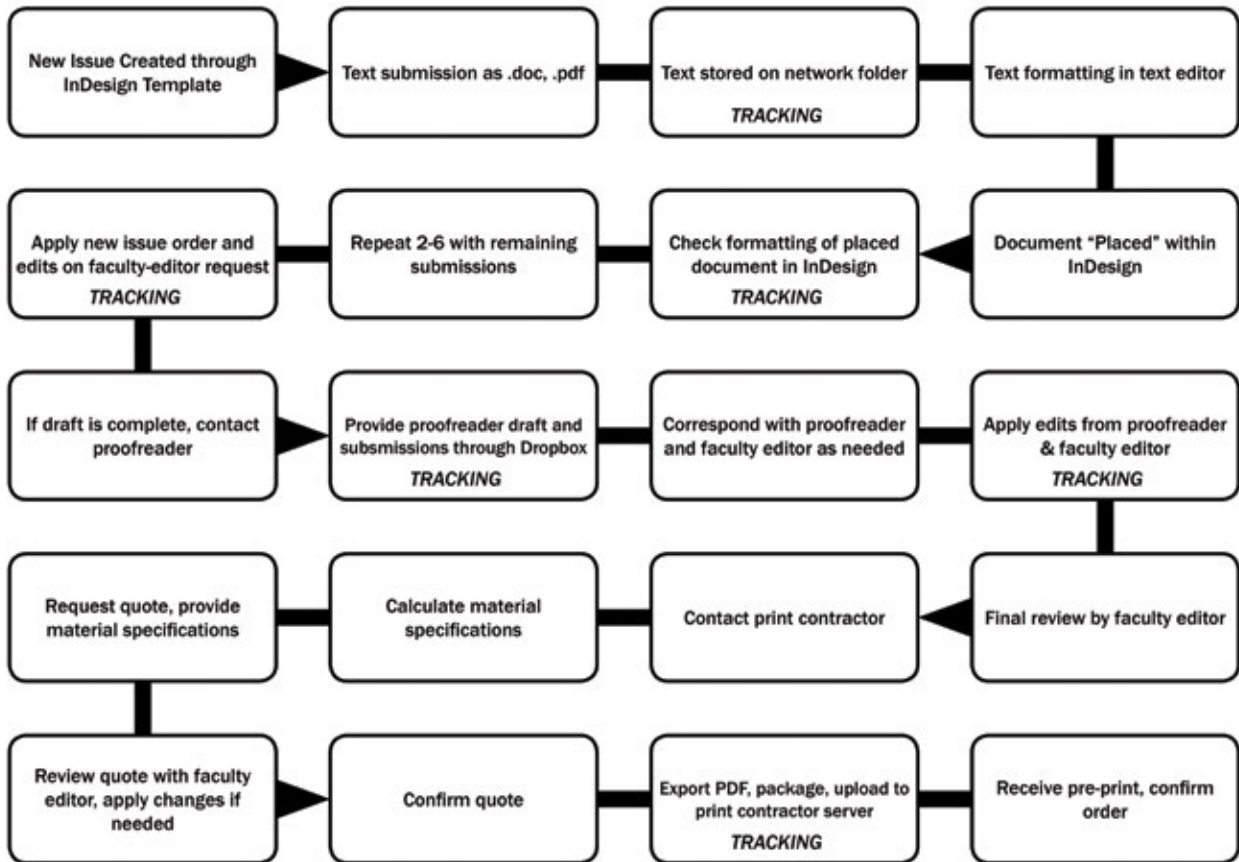 New Issue Created through
InDesign Template
Text submission as .doc, .pdf
Text stored on network folder
TRACKING
Text formatting in text editor
Document “Placed” within
InDesign
Check formatting of placed
document in InDesign
TRACKING
Repeat 2-6 with remaining
submissions
Apply new issue order and
edits on faculty-editor request
TRACKING
If draft is complete, contact
proofreader
Provide proofreader draft and
subsmissions through Dropbox
TRACKING
Correspond with proofreader
and faculty editor as needed
Apply edits from proofreader
& faculty editor
TRACKING
Final review by faculty editor
Contact print contractor
Calculate material
specifications
Request quote, provide
material specifications
Review quote with faculty
editor, apply changes if
needed
Confirm quote
Export PDF, package, upload to
print contractor server
TRACKING
Receive pre-print, confirm
order